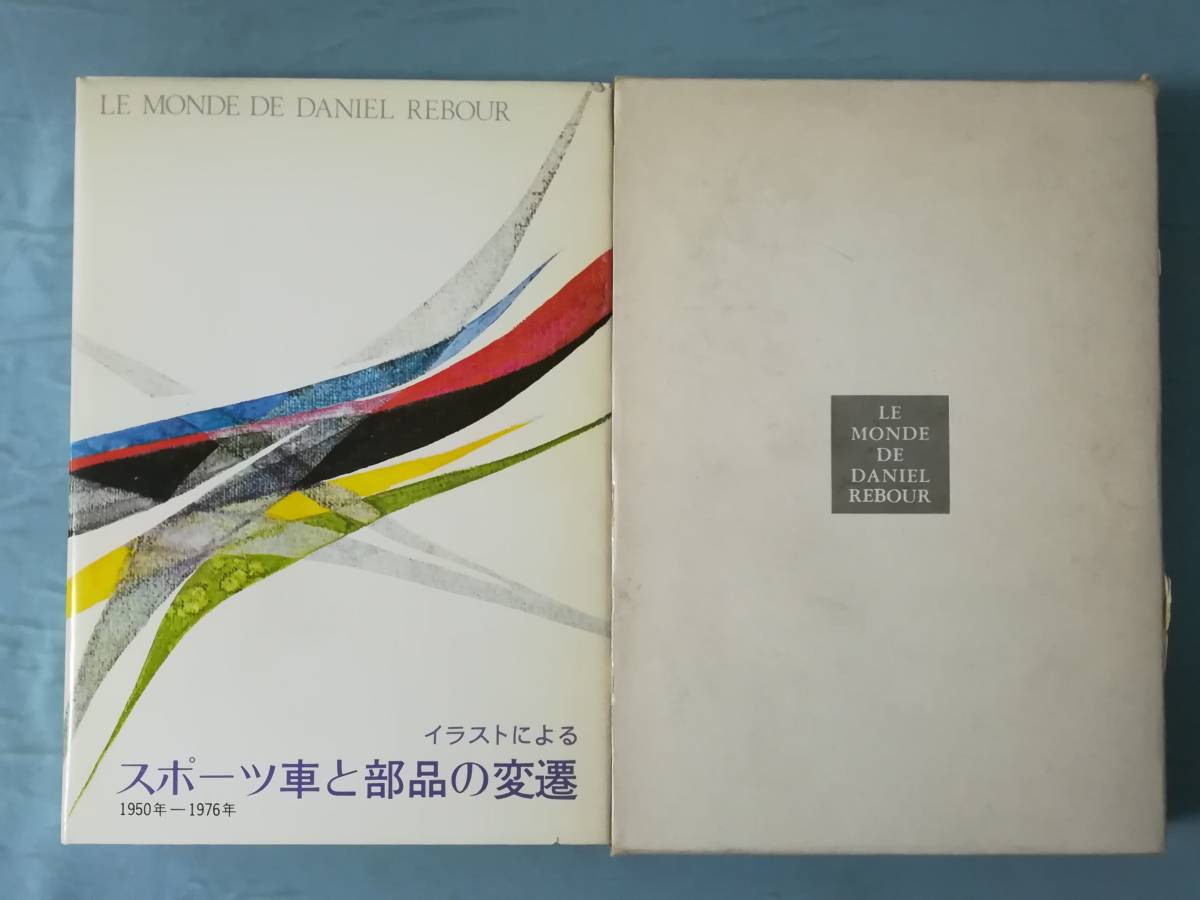 LE MONDE DE DANIEL REBOUR
イラストによる
スポーツ車と部品の変遷
1950年—1976年
LE
MONDE
DE
DANIEL
REBOUR